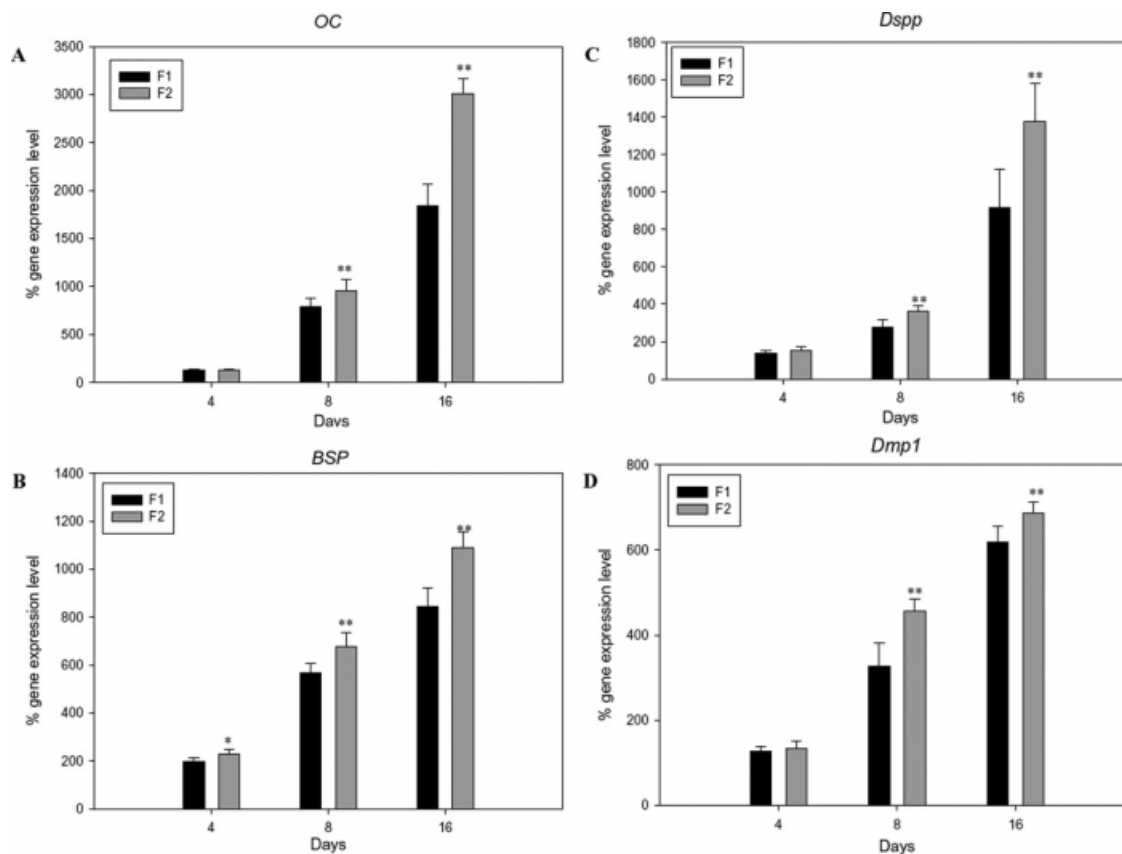 A
OC
% gene expression level
3500
3000
2500
2000
1500
1000
500
0
F1
F2
**
**
4 8 16
Days
C
Dspp
% gene expression level
1800
1600
1400
1200
1000
800
600
400
200
0
F1
F2
**
**
4 8 16
Days
B
BSP
% gene expression level
1400
1200
1000
800
600
400
200
0
F1
F2
*
**
**
4 8 16
Days
D
Dmp1
% gene expression level
800
600
400
200
0
F1
F2
**
**
4 8 16
Days